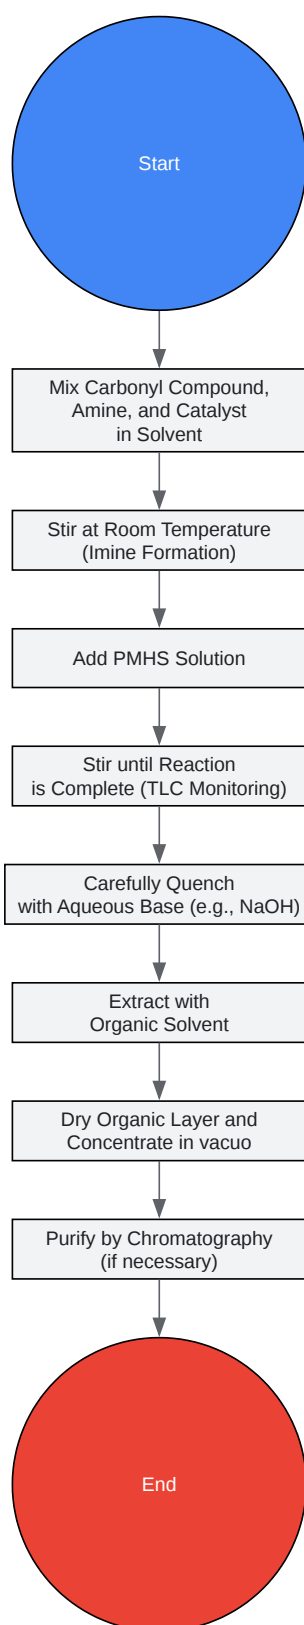 Start
Mix Carbonyl Compound,
Amine, and Catalyst
in Solvent
Stir at Room Temperature
(Imine Formation)
Add PMHS Solution
Stir until Reaction
is Complete (TLC Monitoring)
Carefully Quench
with Aqueous Base (e.g., NaOH)
Extract with
Organic Solvent
Dry Organic Layer and
Concentrate in vacuo
Purify by Chromatography
(if necessary)
End